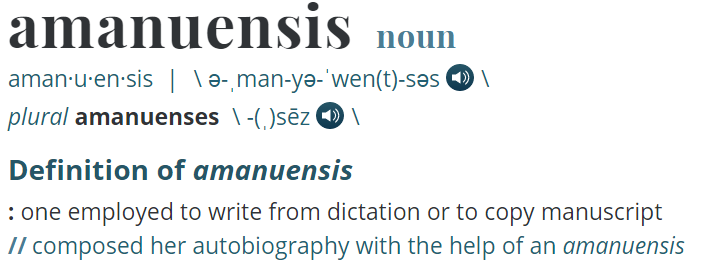 amanuensis noun
aman·u·en·sis | \ ə-ˌman-yə-ˈwen(t)-səs \
plural amanuenses \ -(ˌ)sēz \
Definition of amanuensis
: one employed to write from dictation or to copy manuscript
// composed her autobiography with the help of an amanuensis